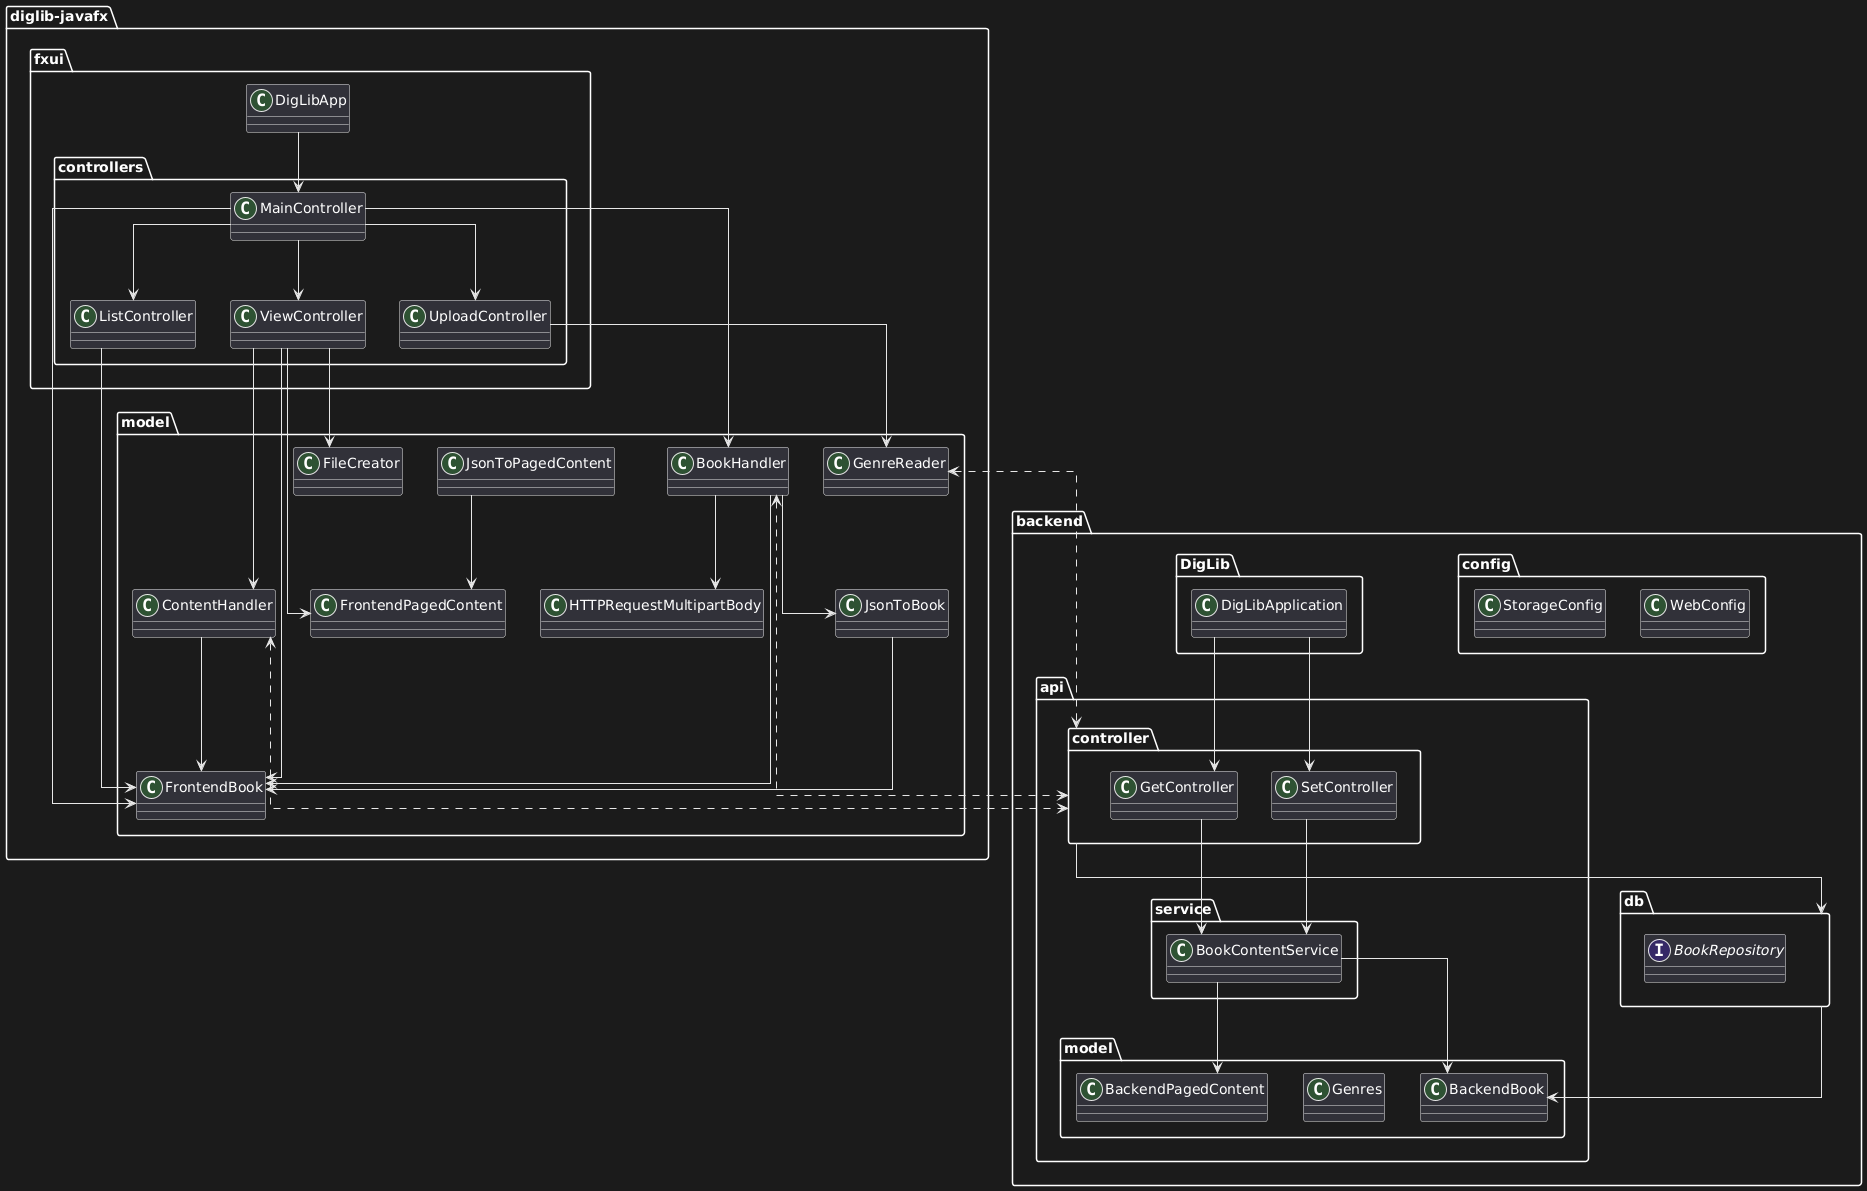 diglib-javafx
fxui
C DigLibApp
controllers
C MainController
C ListController
C ViewController
C UploadController
model
C FileCreator
C JsonToPagedContent
C BookHandler
C GenreReader
C ContentHandler
C FrontendPagedContent
C HTTPRequestMultipartBody
C JsonToBook
C FrontendBook
backend
DigLib
C DigLibApplication
config
C StorageConfig
C WebConfig
api
controller
C GetController
C SetController
service
C BookContentService
db
I BookRepository
model
C BackendPagedContent
C Genres
C BackendBook